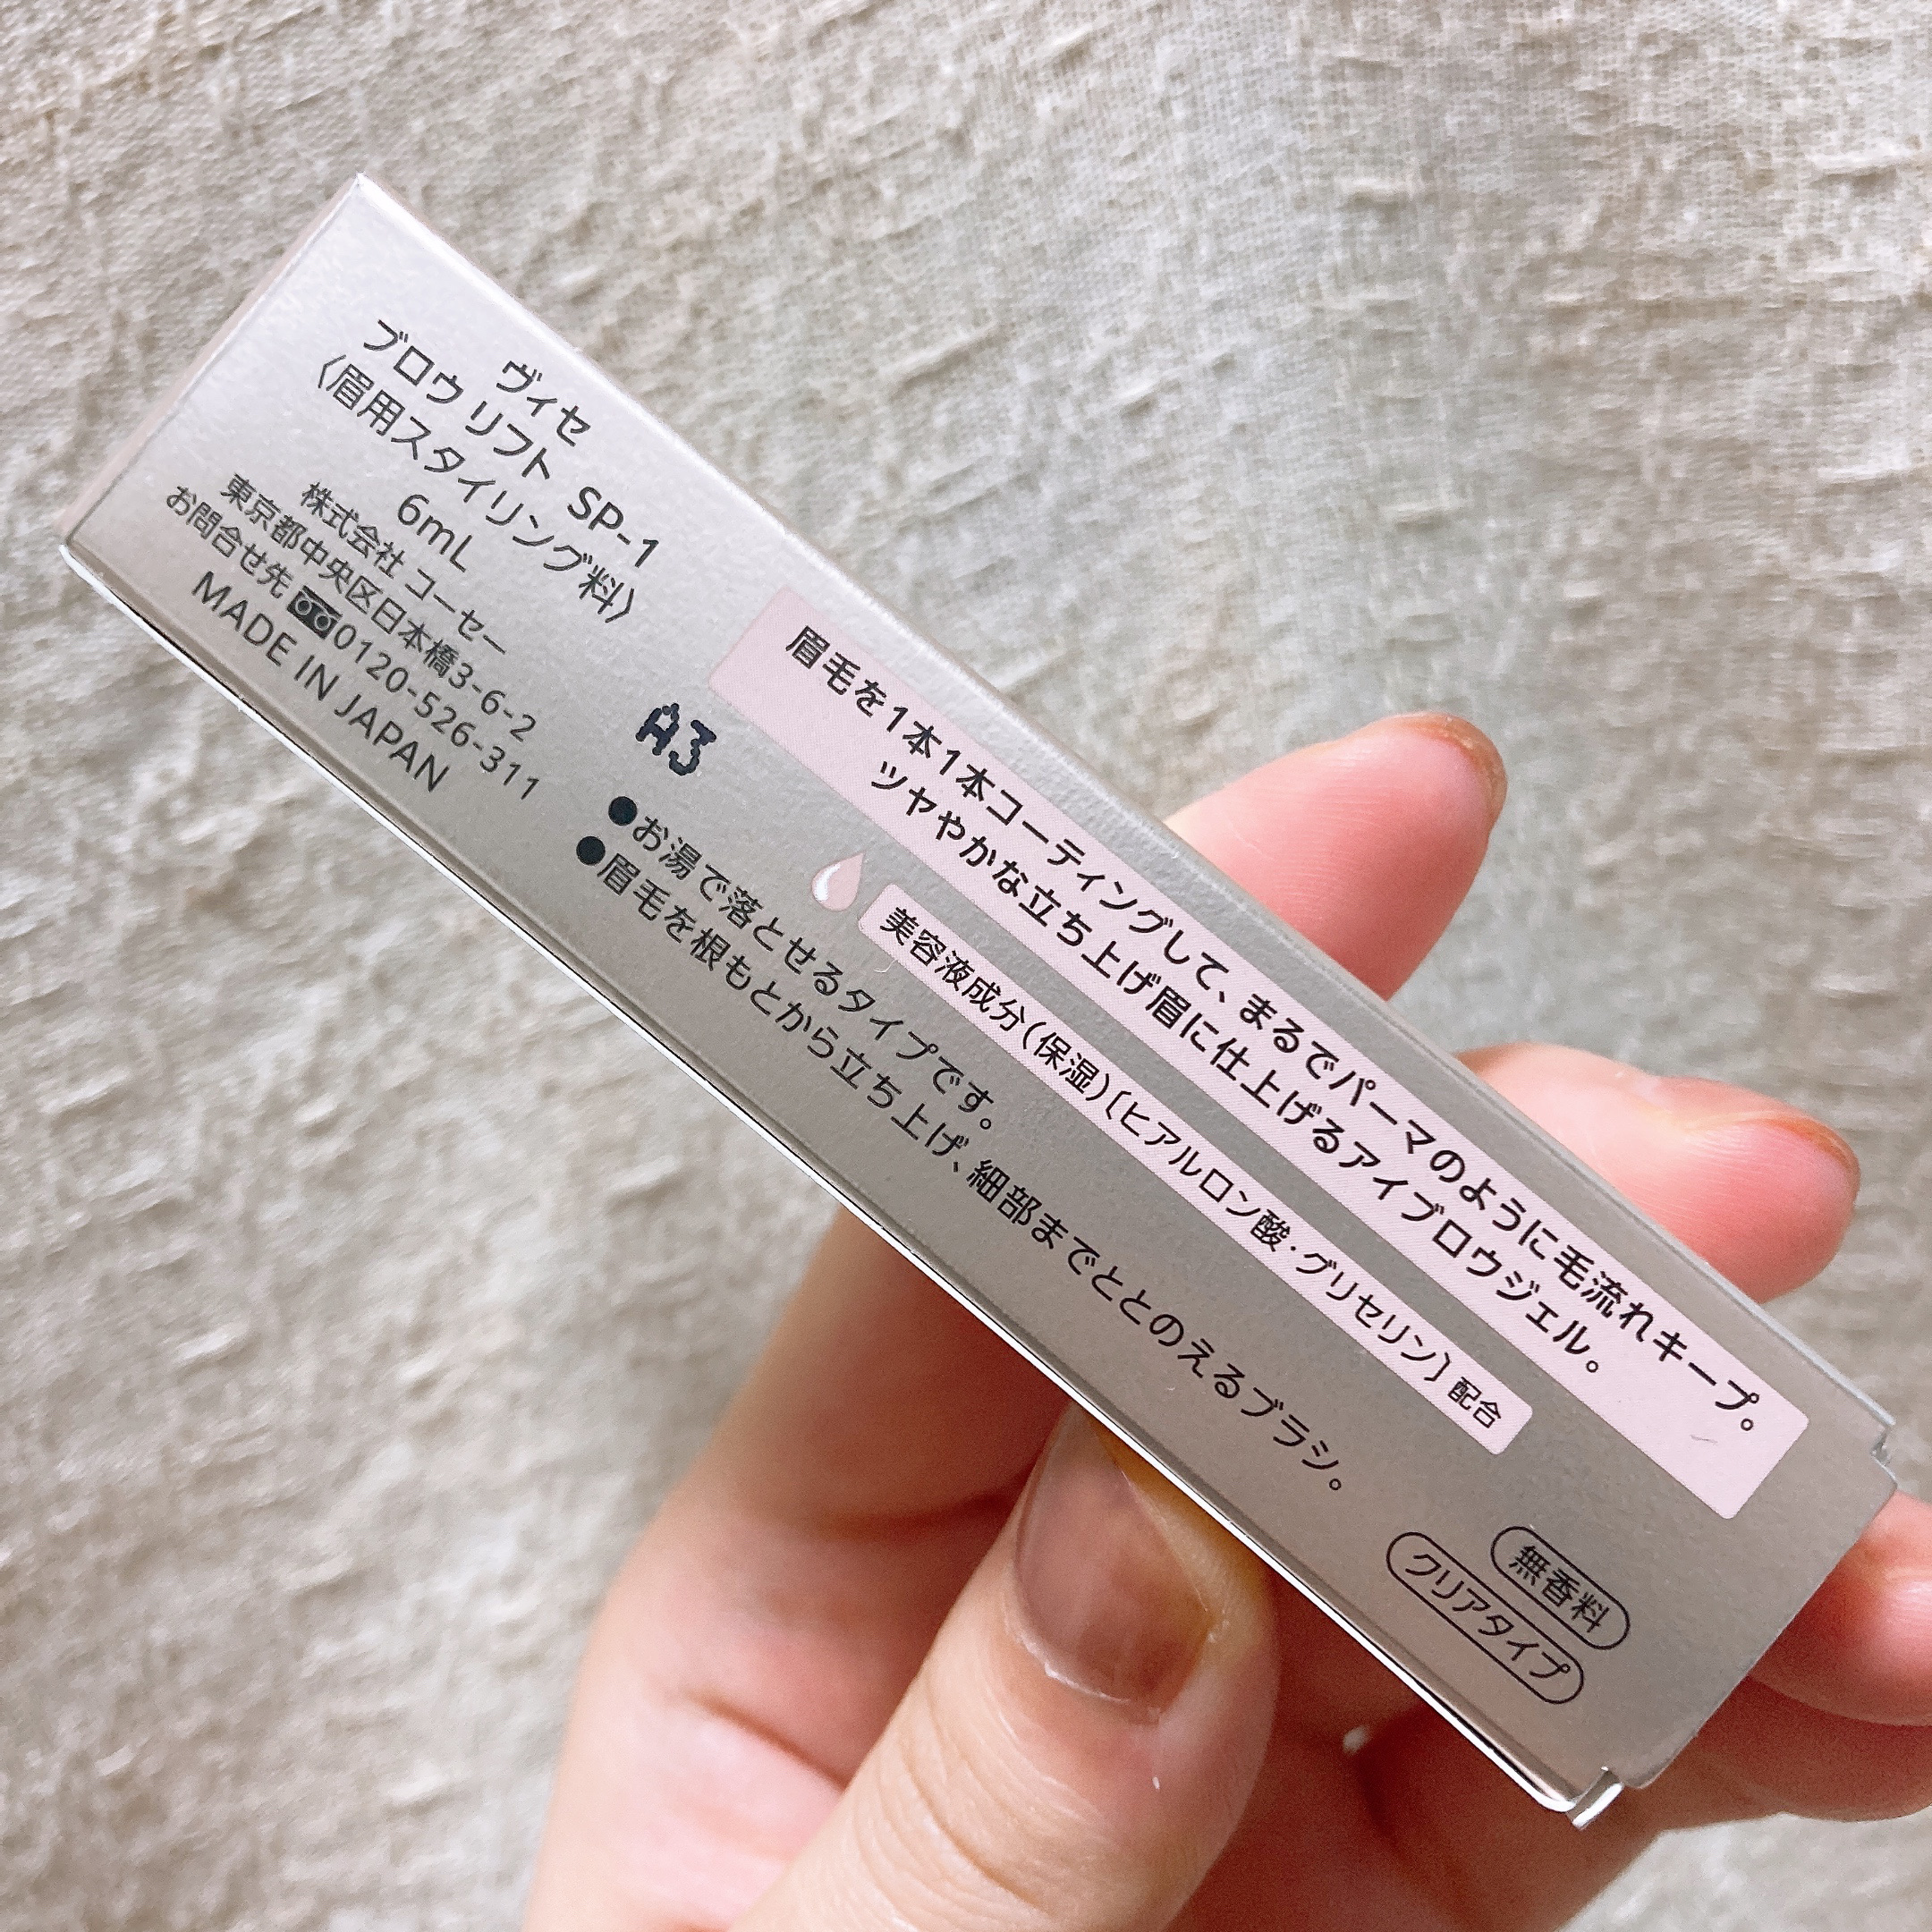 眉毛を1本1本コーティングして、まるでパーマのように毛流れキープ。
ツヤやかな立ち上げ眉に仕上げるアイブロウジェル。
美容液成分(保湿)〔ヒアルロン酸・グリセリン〕配合
●お湯で落とせるタイプです。
●眉毛を根もとから立ち上げ、細部までととのえるブラシ。
無香料
クリアタイプ
A3
ヴィセ
ブロウ リフト SP-1
〈眉用スタイリング料〉
6mL
株式会社 コーセー
東京都中央区日本橋3-6-2
お問合せ先 0120-526-311
MADE IN JAPAN